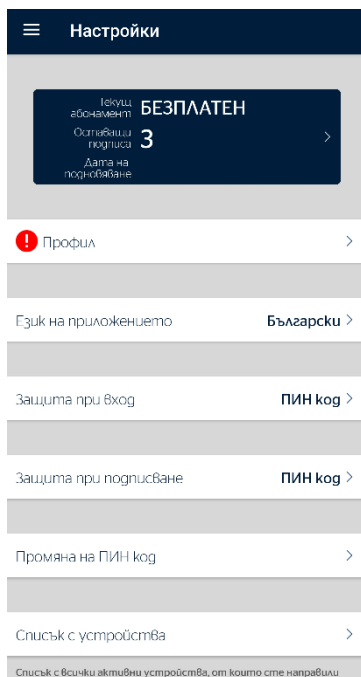 Настройки
Текущ
абонамент БЕЗПЛАТЕН
Оставащи
подписа 3
Дата на
подновяване
! Профил
Език на приложението Български
Защита при вход ПИН код
Защита при подписване ПИН код
Промяна на ПИН код
Списък с устройства
Списък с всички активни устройства, от които сте направили